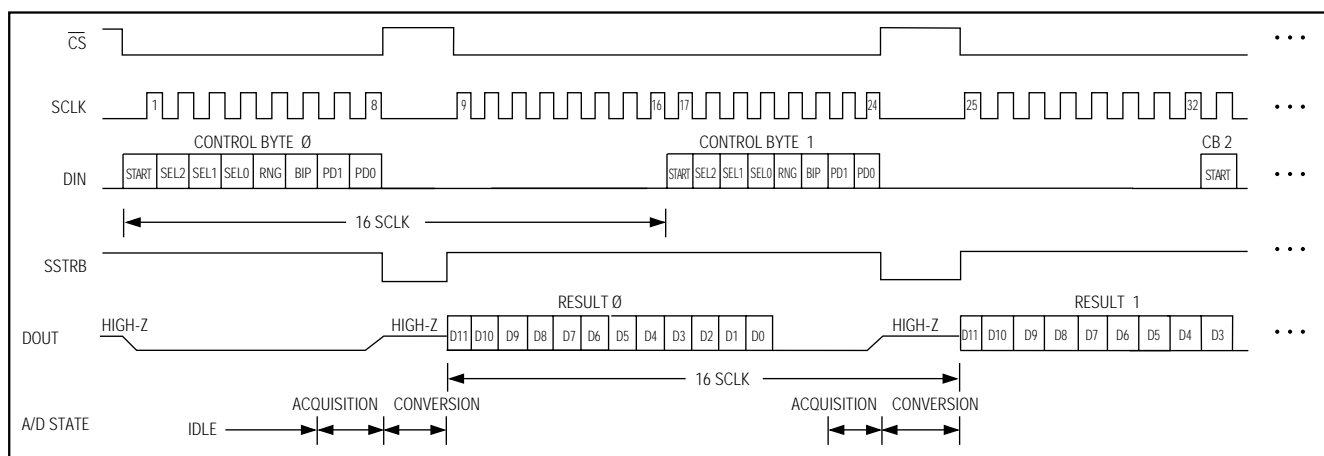 CS • • •
SCLK 1 8 9 16 17 24 25 32 • • •
CONTROL BYTE Ø CONTROL BYTE 1 CB 2
DIN START SEL2 SEL1 SEL0 RNG BIP PD1 PD0 START SEL2 SEL1 SEL0 RNG BIP PD1 PD0 START • • •
16 SCLK
SSTRB • • •
RESULT Ø RESULT 1
HIGH-Z HIGH-Z HIGH-Z
DOUT D11 D10 D9 D8 D7 D6 D5 D4 D3 D2 D1 D0 D11 D10 D9 D8 D7 D6 D5 D4 D3 • • •
16 SCLK
ACQUISITION CONVERSION ACQUISITION CONVERSION
A/D STATE IDLE